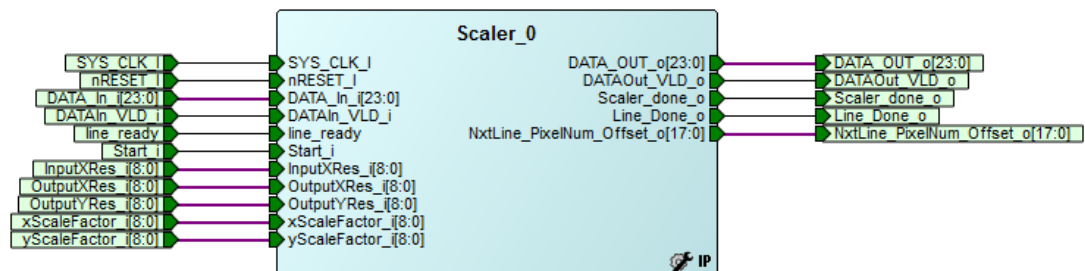 Scaler_0
SYS_CLK_I SYS_CLK_I DATA_OUT_o[23:0] DATA_OUT_o[23:0]
nRESET_I nRESET_I DATAOut_VLD_o DATAOut_VLD_o
DATA_In_i[23:0] DATA_In_i[23:0] Scaler_done_o Scaler_done_o
DATAIn_VLD_i DATAIn_VLD_i Line_Done_o Line_Done_o
line_ready line_ready NxtLine_PixelNum_Offset_o[17:0] NxtLine_PixelNum_Offset_o[17:0]
Start_i Start_i
InputXRes_i[8:0] InputXRes_i[8:0]
OutputXRes_i[8:0] OutputXRes_i[8:0]
OutputYRes_i[8:0] OutputYRes_i[8:0]
xScaleFactor_i[8:0] xScaleFactor_i[8:0]
yScaleFactor_i[8:0] yScaleFactor_i[8:0]
IP